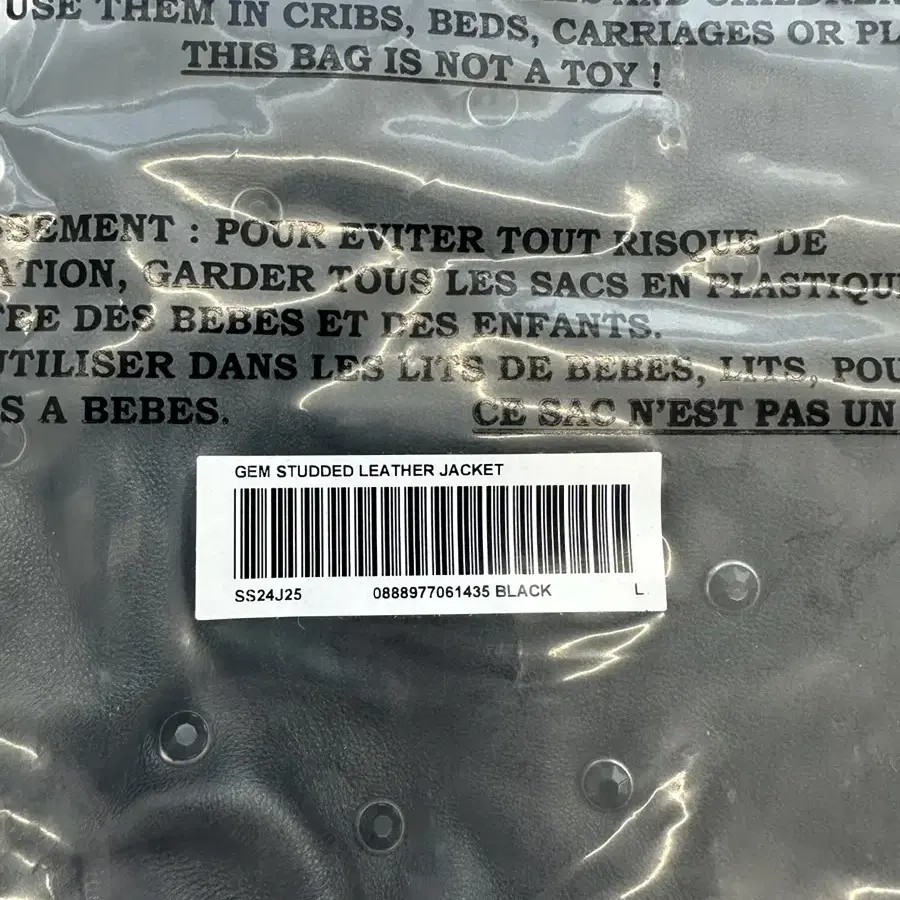 USE THEM IN CRIBS, BEDS, CARRIAGES OR PL
THIS BAG IS NOT A TOY !
SEMENT : POUR EVITER TOUT RISQUE DE
ATION, GARDER TOUS LES SACS EN PLASTIQU
TEE DES BEBES ET DES ENFANTS.
UTILISER DANS LES LITS DE BEBES, LITS, POU
S A BEBES.
CE SAC N'EST PAS UN
GEM STUDDED LEATHER JACKET
SS24J25 0888977061435 BLACK L